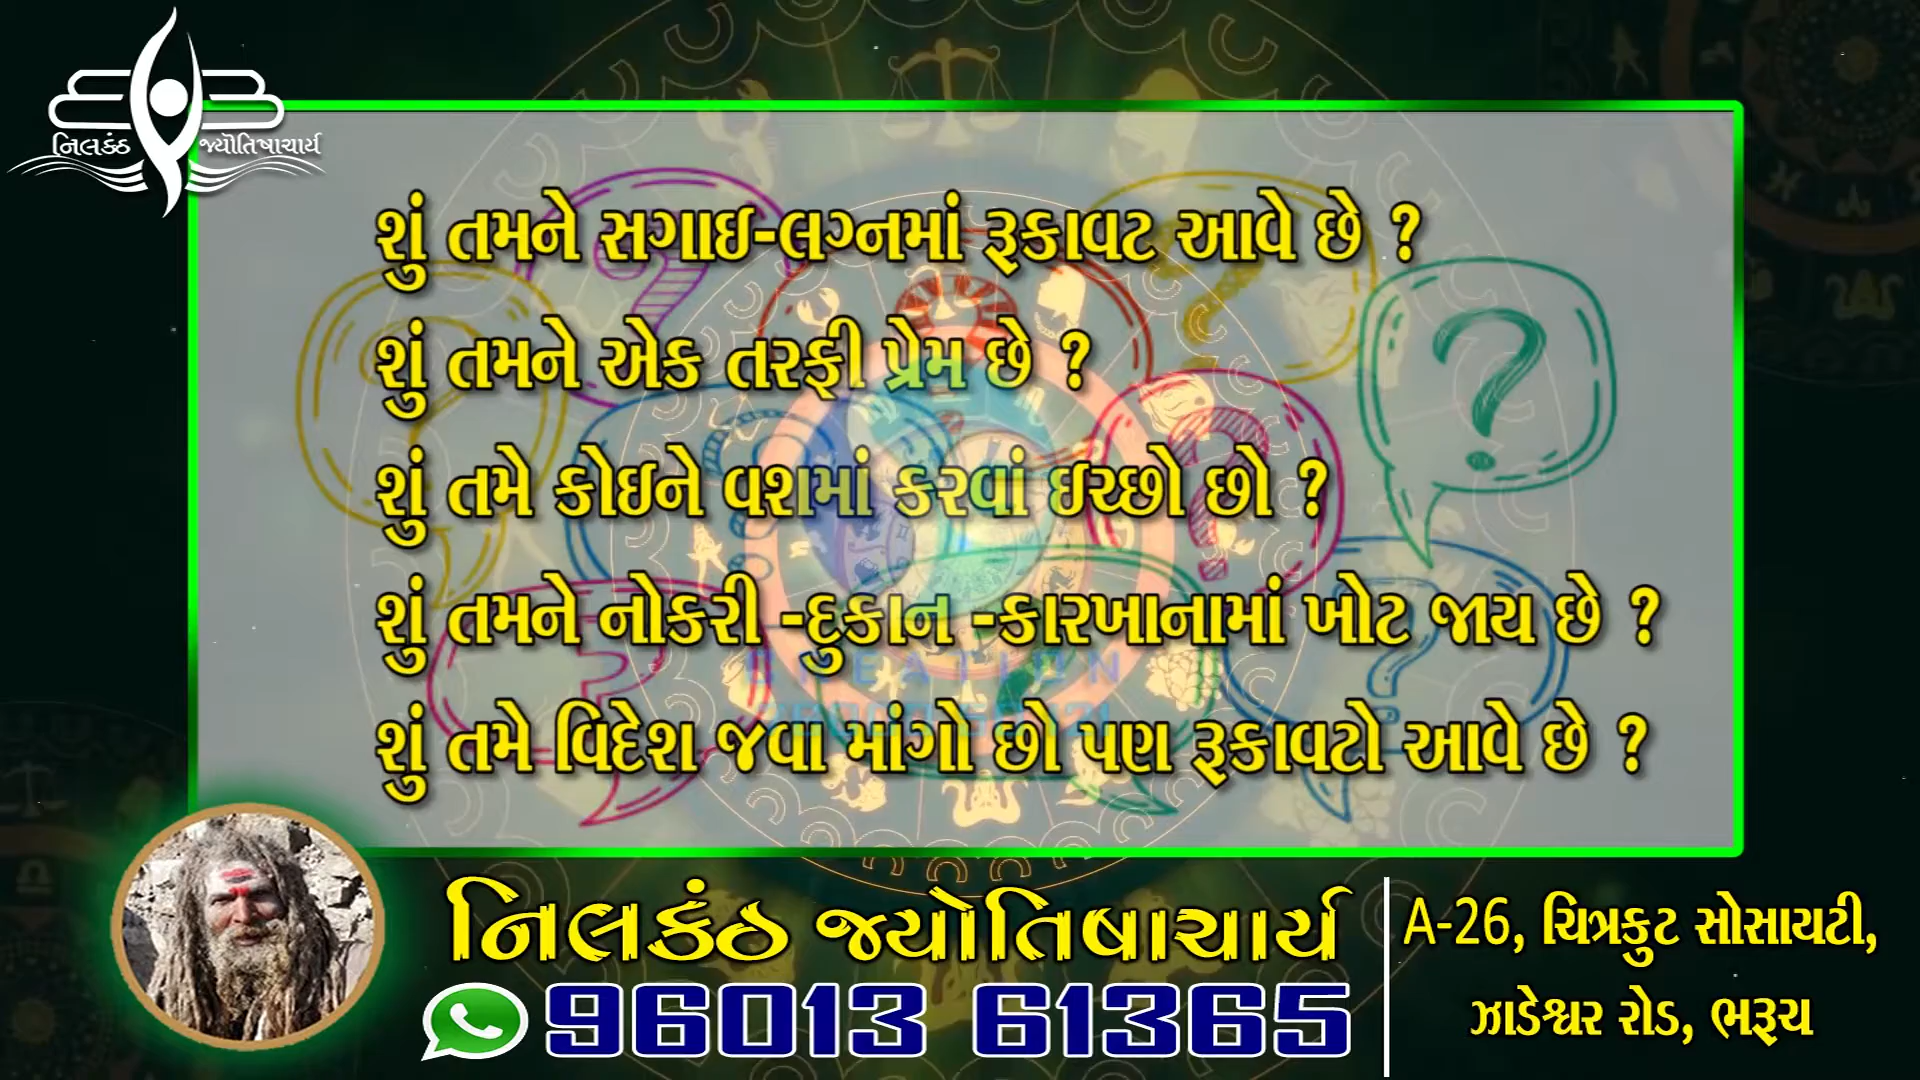 નિલકંઠ જ્યૉતિષાચાર્ય
શું તમને સગાઇ-લગ્નમાં રૂકાવટ આવે છે ?
શું તમને એક તરફી પ્રેમ છે ?
શું તમે કોઇને વશમાં કરવાં ઇચ્છો છો ?
શું તમને નોકરી -દુકાન -કારખાનામાં ખોટ જાય છે ?
CREATION
શું તમે વિદેશ જવા માંગો છો પણ રૂકાવટો આવે છે ?
નિલકંઠ જ્યોતિષાચાર્ય
96013 61365
A-26, ચિત્રકુટ સોસાયટી,
ઝાડેશ્વર રોડ, ભરૂચ